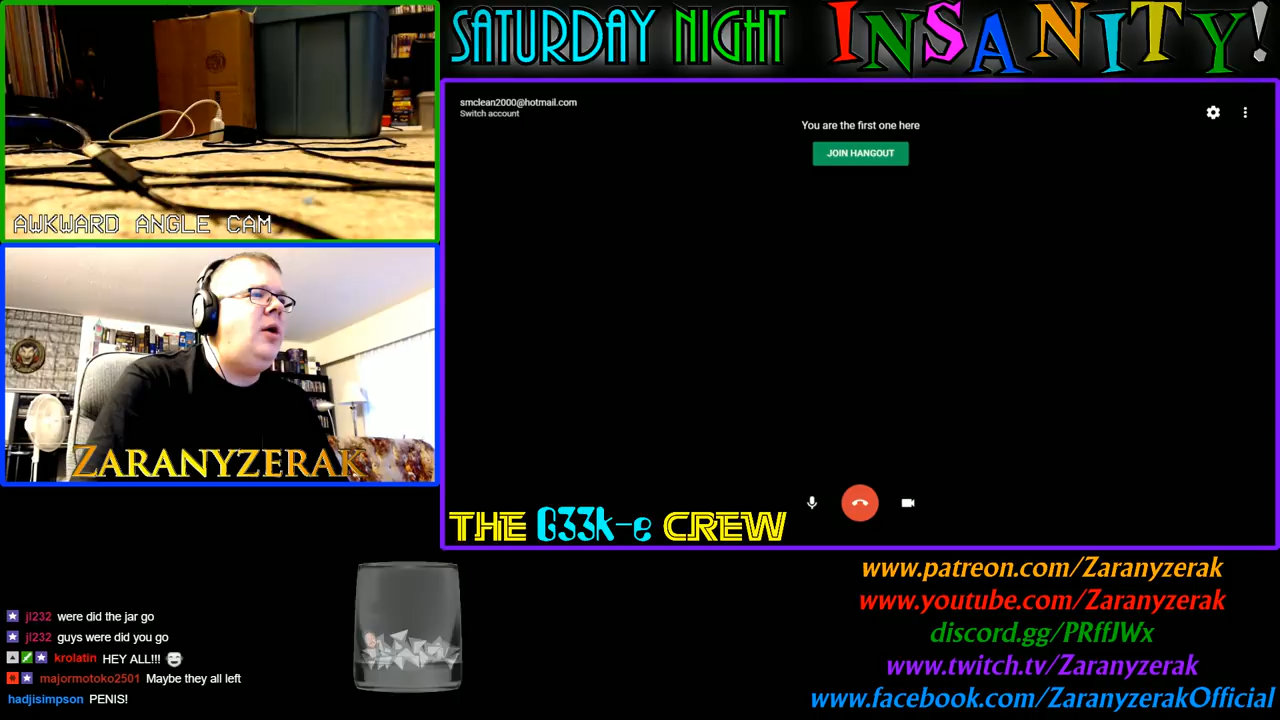 SATURDAY NIGHT INSANITY!
smclean2000@hotmail.com
Switch account
You are the first one here
JOIN HANGOUT
AWKWARD ANGLE CAM
ZARANYZERAK
THE G33k-e CREW
jl232 were did the jar go
jl232 guys were did you go
krolatin HEY ALL!!!
majormotoko2501 Maybe they all left
hadjisimpson PENIS!
www.patreon.com/Zaranyzerak
www.youtube.com/Zaranyzerak
discord.gg/PRffJWx
www.twitch.tv/Zaranyzerak
www.facebook.com/ZaranyzerakOfficial